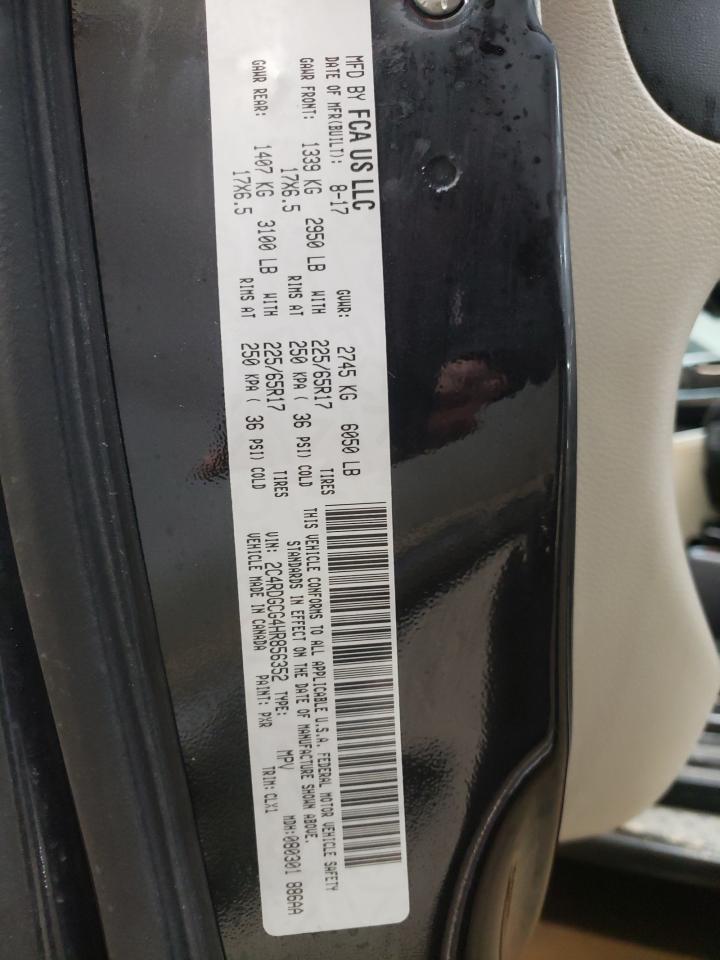 MFD BY FCA US LLC
DATE OF MFR(BUILT): 8-17 GVWR: 2745 KG 6050 LB
GAWR FRONT: 1339 KG 2950 LB WITH 225/65R17 TIRES
17X6.5 RIMS AT 250 KPA ( 36 PSI) COLD
GAWR REAR: 1407 KG 3100 LB WITH 225/65R17 TIRES
17X6.5 RIMS AT 250 KPA ( 36 PSI) COLD
THIS VEHICLE CONFORMS TO ALL APPLICABLE U.S.A. FEDERAL MOTOR VEHICLE SAFETY
STANDARDS IN EFFECT ON THE DATE OF MANUFACTURE SHOWN ABOVE.
VIN: 2C4RDGCG4HR856352 TYPE: MPV MDH:080301 886AA
VEHICLE MADE IN CANADA PAINT: PXR TRIM: CLX1